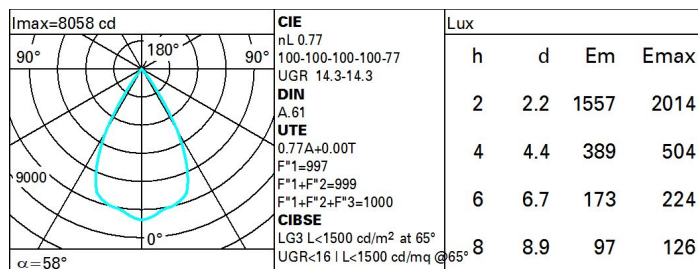 Imax=8058 cd
90°
180°
90°
9000
0°
α=58°
CIE
nL 0.77
100-100-100-100-77
UGR 14.3-14.3
DIN
A.61
UTE
0.77A+0.00T
F"1=997
F"1+F"2=999
F"1+F"2+F"3=1000
CIBSE
LG3 L<1500 cd/m² at 65°
UGR<16 | L<1500 cd/mq @65°
Lux
h d Em Emax
2 2.2 1557 2014
4 4.4 389 504
6 6.7 173 224
8 8.9 97 126